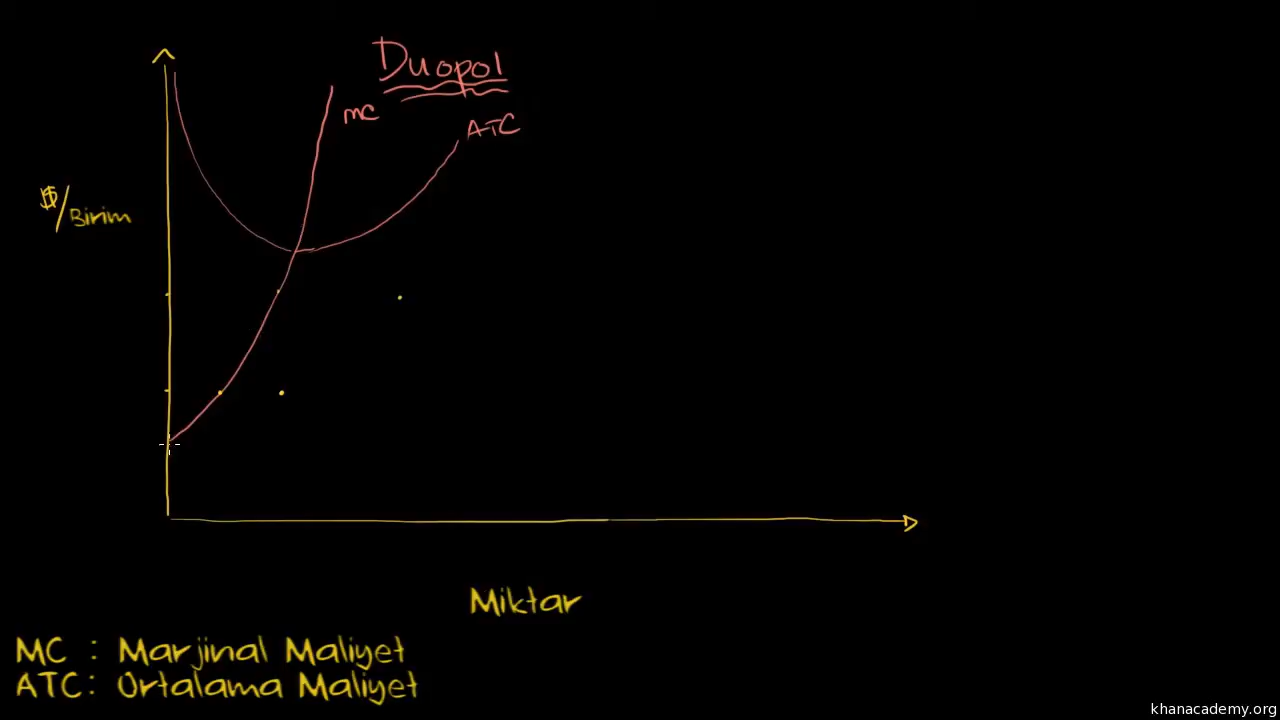 Duopol
MC
ATC
$/Birim
Miktar
MC : Marjinal Maliyet
ATC: Ortalama Maliyet
khanacademy.org